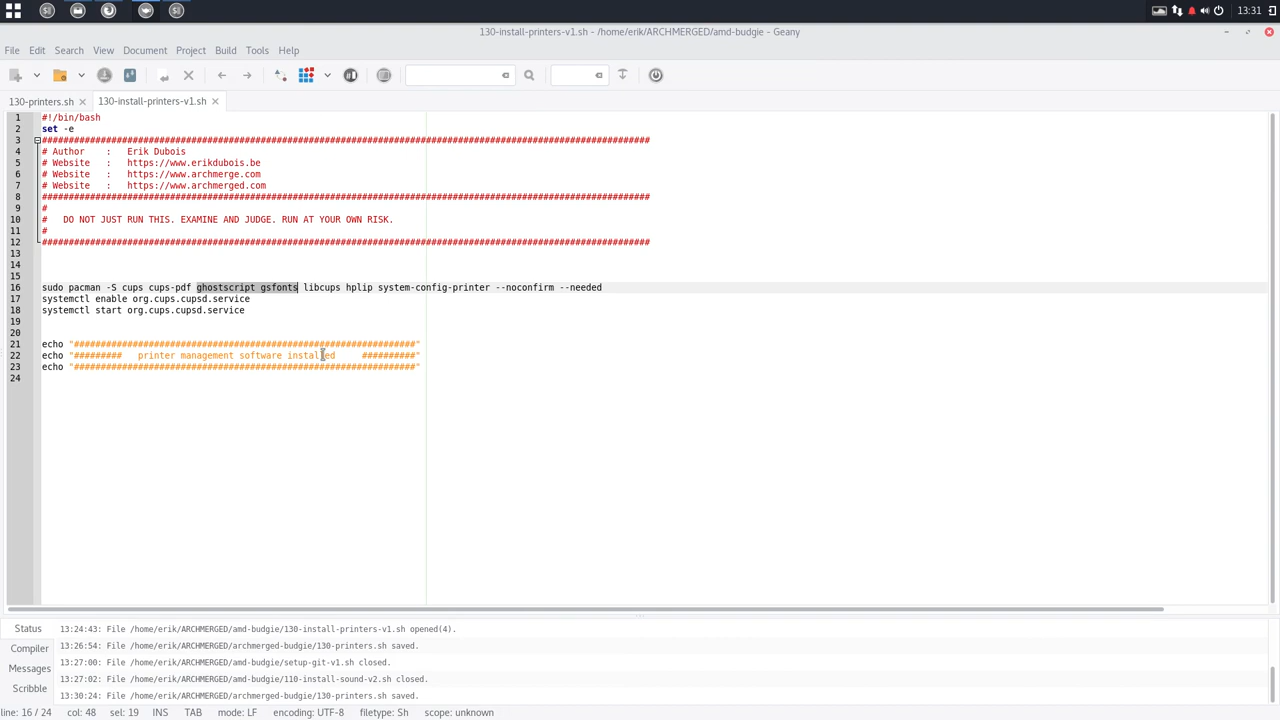 13:31
130-install-printers-v1.sh - /home/erik/ARCHMERGED/amd-budgie - Geany
File Edit Search View Document Project Build Tools Help
130-printers.sh 130-install-printers-v1.sh
1 #!/bin/bash
2 set -e
3 ##################################################################################################################
4 # Author : Erik Dubois
5 # Website : https://www.erikdubois.be
6 # Website : https://www.archmerge.com
7 # Website : https://www.archmerged.com
8 ##################################################################################################################
9 #
10 # DO NOT JUST RUN THIS. EXAMINE AND JUDGE. RUN AT YOUR OWN RISK.
11 #
12 ##################################################################################################################
13
14
15
16 sudo pacman -S cups cups-pdf ghostscript gsfonts libcups hplip system-config-printer --noconfirm --needed
17 systemctl enable org.cups.cupsd.service
18 systemctl start org.cups.cupsd.service
19
20
21 echo "################################################################"
22 echo "######### printer management software installed ##########"
23 echo "################################################################"
24
Status
Compiler
Messages
Scribble
13:24:43: File /home/erik/ARCHMERGED/amd-budgie/130-install-printers-v1.sh opened(4).
13:26:54: File /home/erik/ARCHMERGED/archmerged-budgie/130-printers.sh saved.
13:27:00: File /home/erik/ARCHMERGED/amd-budgie/setup-git-v1.sh closed.
13:27:02: File /home/erik/ARCHMERGED/amd-budgie/110-install-sound-v2.sh closed.
13:30:24: File /home/erik/ARCHMERGED/archmerged-budgie/130-printers.sh saved.
line: 16 / 24 col: 48 sel: 19 INS TAB mode: LF encoding: UTF-8 filetype: Sh scope: unknown